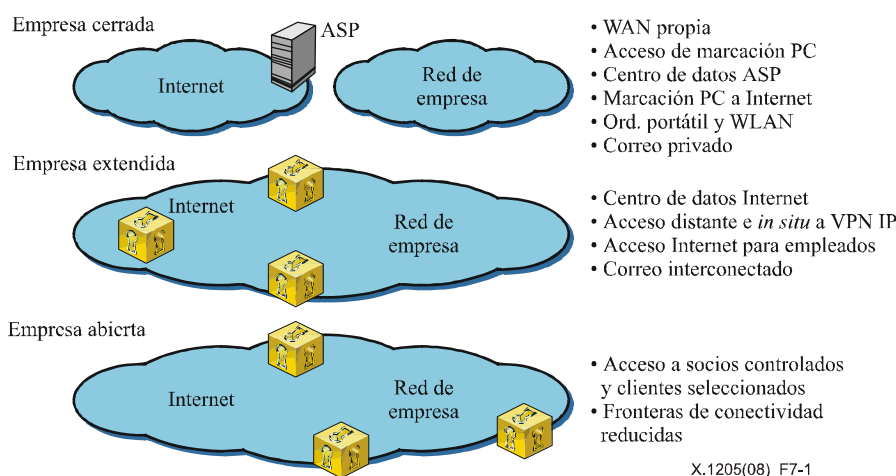 Empresa cerrada
ASP
Internet
Red de
empresa
• WAN propia
• Acceso de marcación PC
• Centro de datos ASP
• Marcación PC a Internet
• Ord. portátil y WLAN
• Correo privado
Empresa extendida
Internet
Red de
empresa
• Centro de datos Internet
• Acceso distante e in situ a VPN IP
• Acceso Internet para empleados
• Correo interconectado
Empresa abierta
Internet
Red de
empresa
• Acceso a socios controlados
y clientes seleccionados
• Fronteras de conectividad
reducidas
X.1205(08)_F7-1